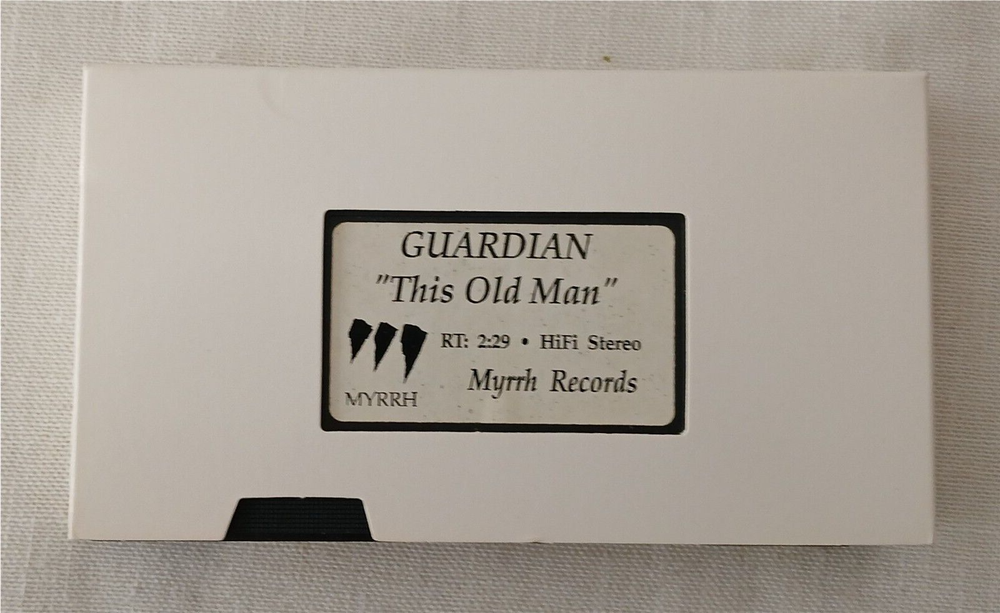 GUARDIAN
"This Old Man"
RT: 2:29 • HiFi Stereo
Myrrh Records
MYRRH